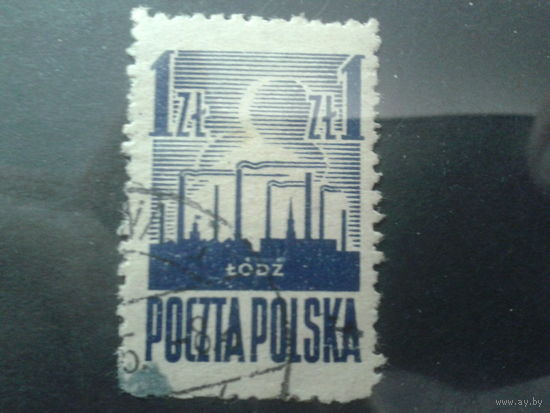 1 ZŁ ZŁ 1
ŁÓDŹ
POCZTA POLSKA
www.ay.by